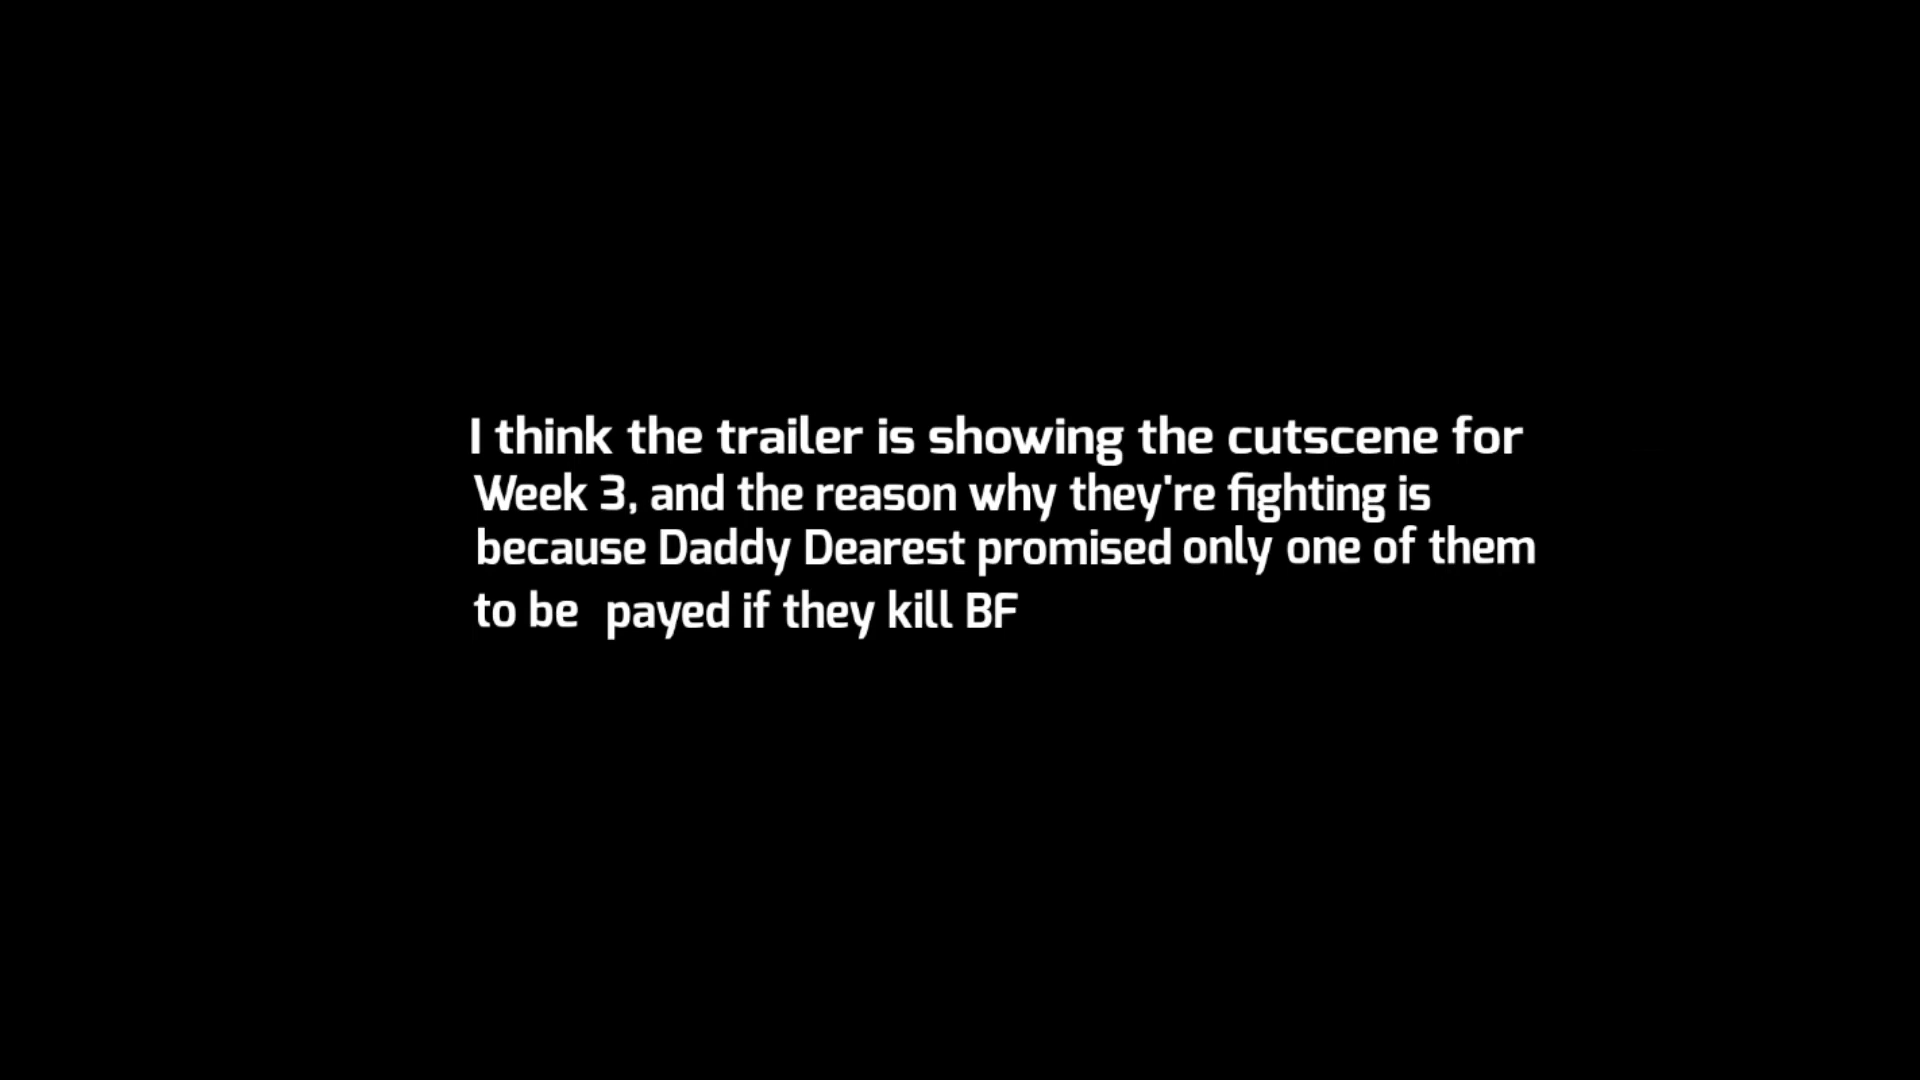 I think the trailer is showing the cutscene for
Week 3, and the reason why they're fighting is
because Daddy Dearest promised only one of them
to be payed if they kill BF